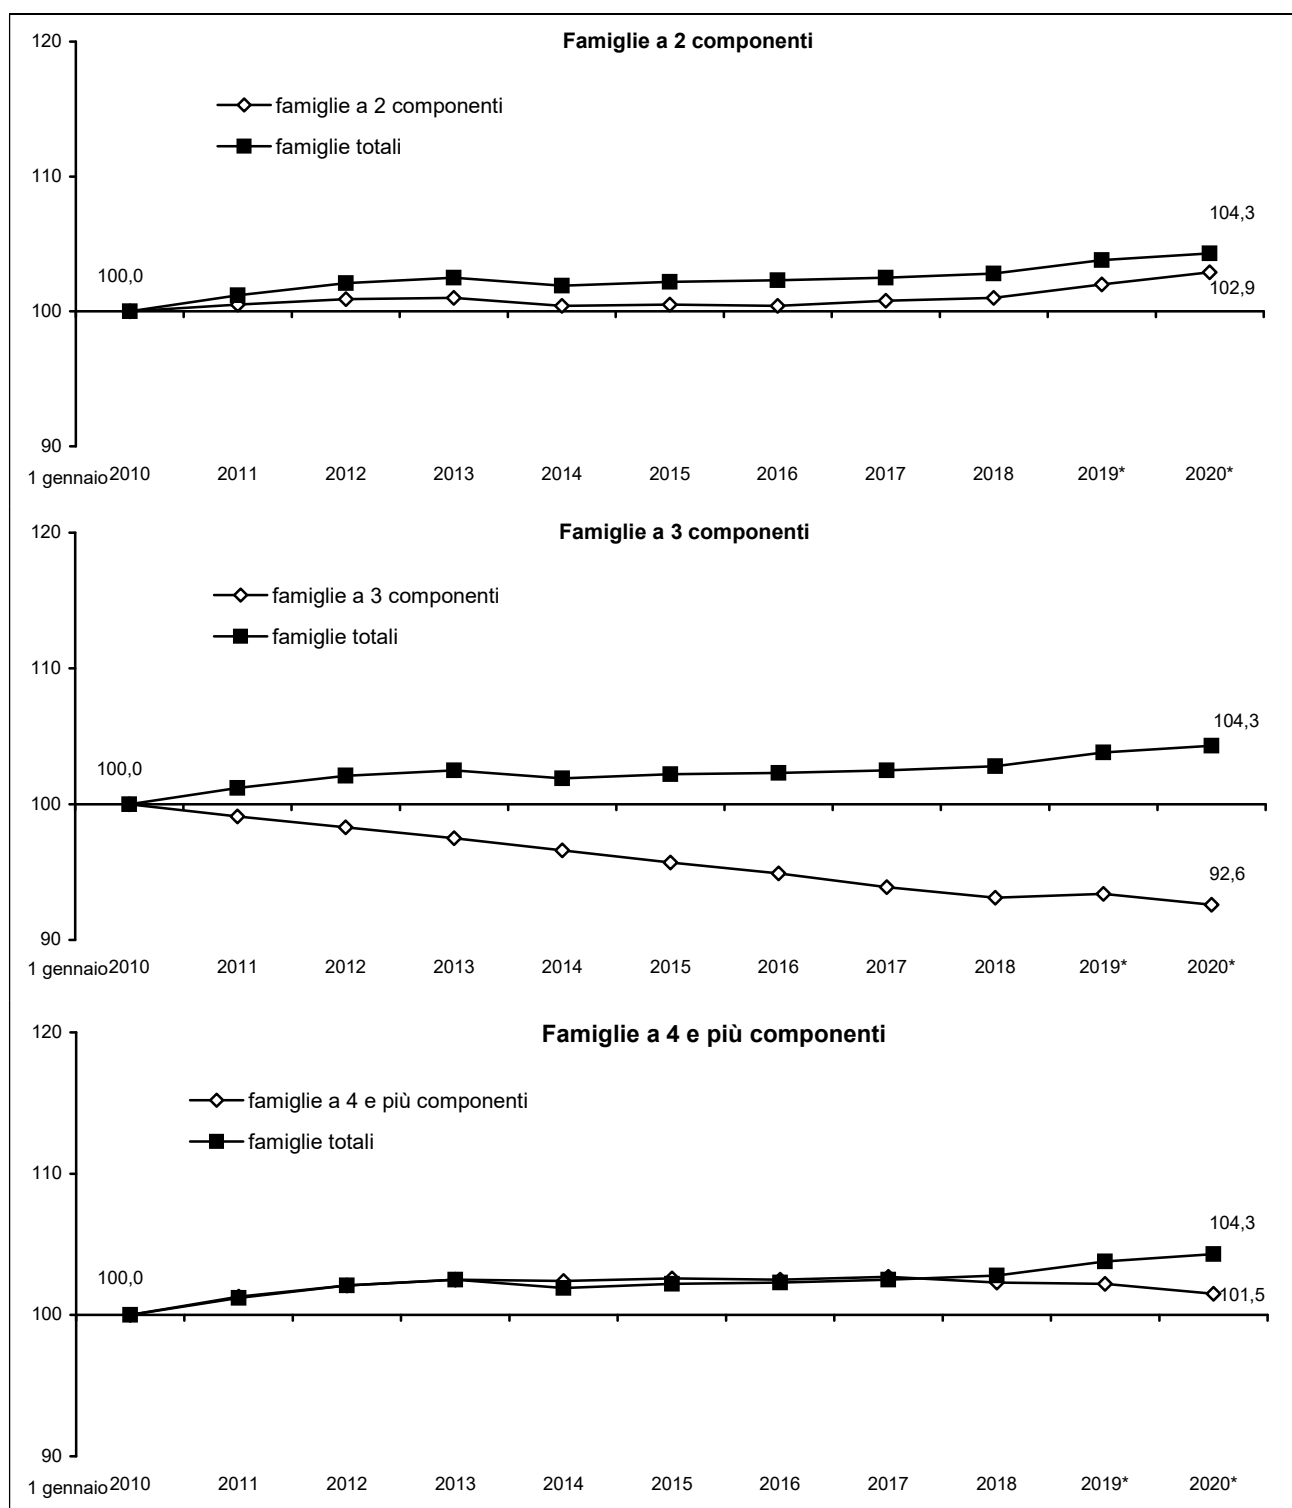 Famiglie a 2 componenti
120
famiglie a 2 componenti
famiglie totali
110
104,3
100,0
102,9
100
90
1 gennaio 2010 2011 2012 2013 2014 2015 2016 2017 2018 2019* 2020*
Famiglie a 3 componenti
120
famiglie a 3 componenti
famiglie totali
110
104,3
100,0
100
92,6
90
1 gennaio 2010 2011 2012 2013 2014 2015 2016 2017 2018 2019* 2020*
Famiglie a 4 e più componenti
120
famiglie a 4 e più componenti
famiglie totali
110
104,3
100,0
101,5
100
90
1 gennaio 2010 2011 2012 2013 2014 2015 2016 2017 2018 2019* 2020*